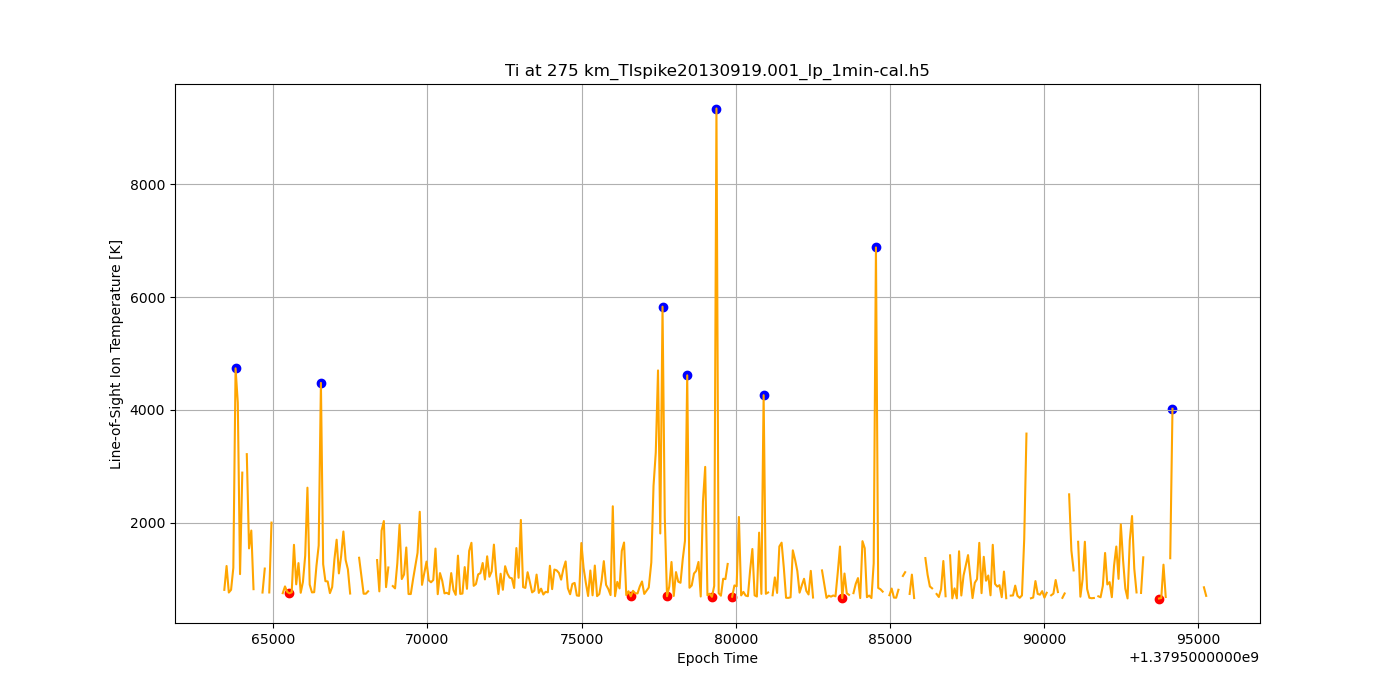 Ti at 275 km_TIspike20130919.001_lp_1min-cal.h5
Line-of-Sight Ion Temperature [K]
8000
6000
4000
2000
65000 70000 75000 80000 85000 90000 95000
Epoch Time
+1.3795000000e9